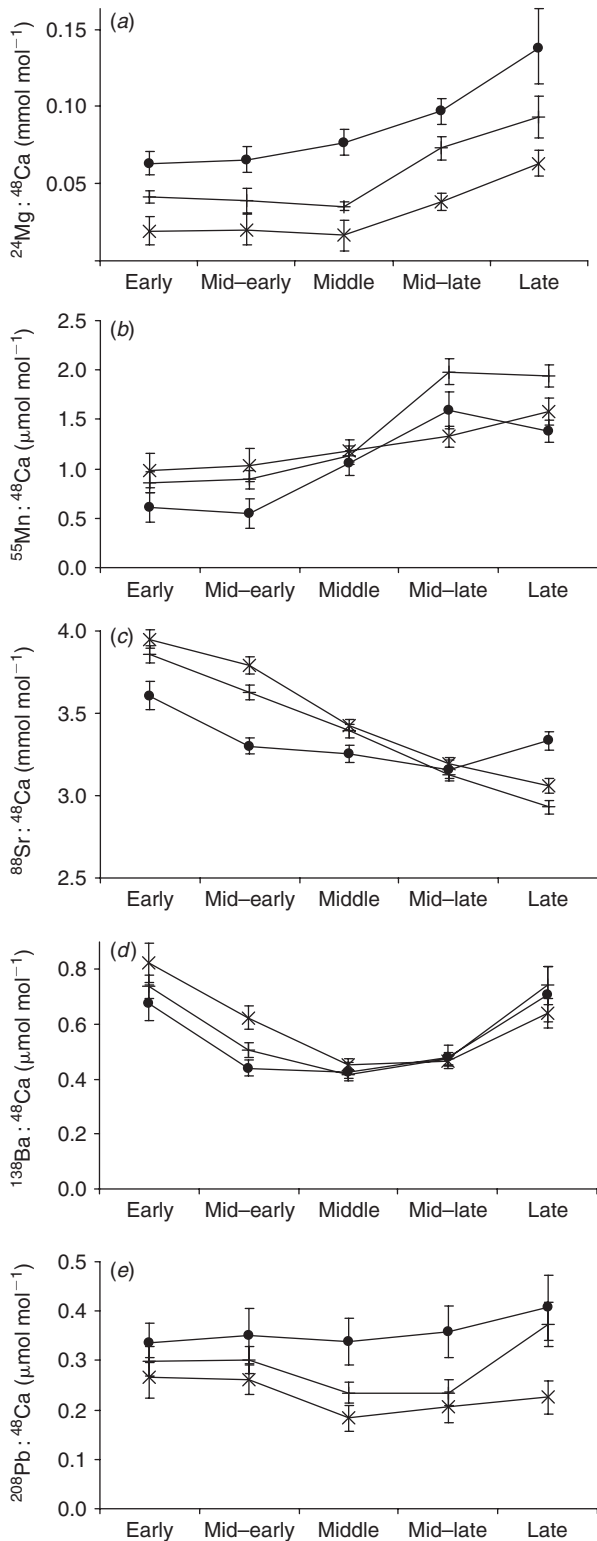 (a)
0.15
0.10
0.05
²⁴Mg : ⁴⁸Ca (mmol mol⁻¹)
Early Mid–early Middle Mid–late Late
(b)
2.5
2.0
1.5
1.0
0.5
0.0
⁵⁵Mn : ⁴⁸Ca (μmol mol⁻¹)
Early Mid–early Middle Mid–late Late
(c)
4.0
3.5
3.0
2.5
⁸⁸Sr : ⁴⁸Ca (mmol mol⁻¹)
Early Mid–early Middle Mid–late Late
(d)
0.8
0.6
0.4
0.2
0.0
¹³⁸Ba : ⁴⁸Ca (μmol mol⁻¹)
Early Mid–early Middle Mid–late Late
(e)
0.5
0.4
0.3
0.2
0.1
0.0
²⁰⁸Pb : ⁴⁸Ca (μmol mol⁻¹)
Early Mid–early Middle Mid–late Late